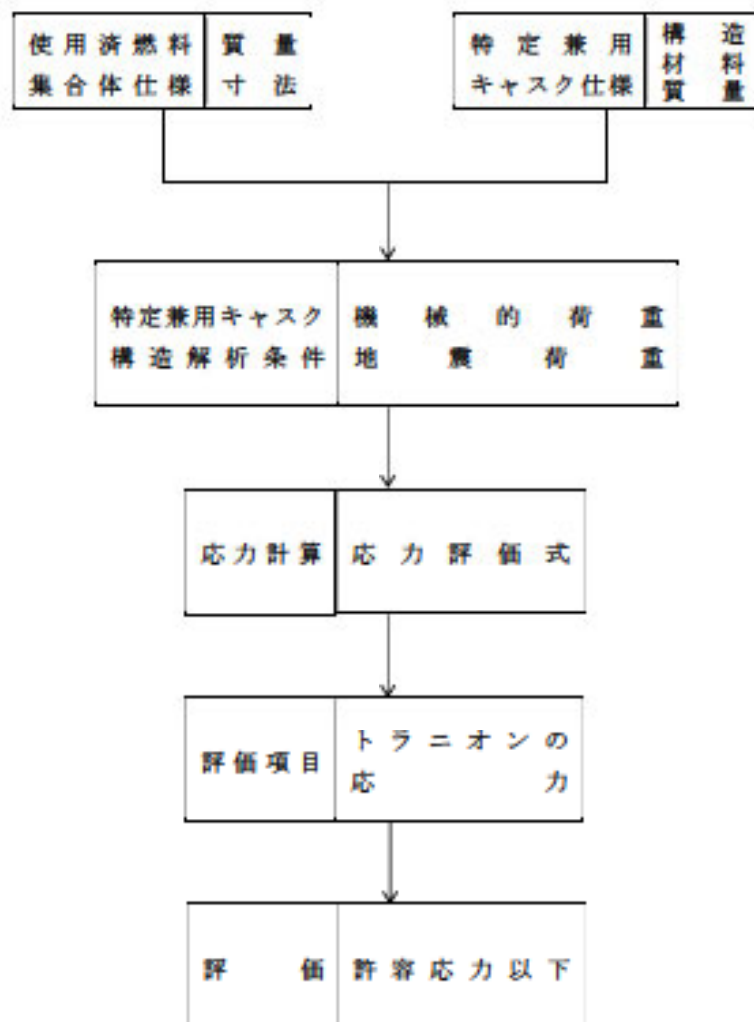 使用済燃料
集合体仕様
質量
寸法
特定兼用
キャスク仕様
構造
材料
質量
特定兼用キャスク
構造解析条件
機械的荷重
地震荷重
応力計算
応力評価式
評価項目
トラニオンの
応力
評価
許容応力以下